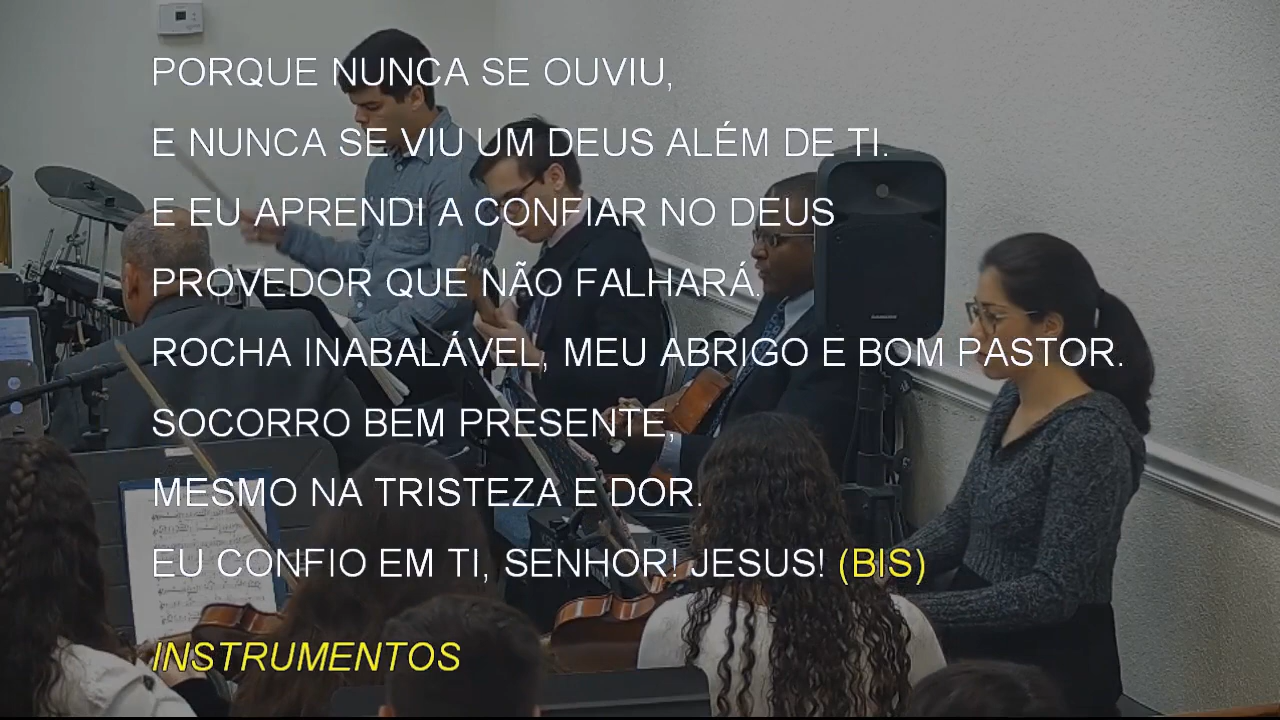 PORQUE NUNCA SE OUVIU,
E NUNCA SE VIU UM DEUS ALÉM DE TI.
E EU APRENDI A CONFIAR NO DEUS
PROVEDOR QUE NÃO FALHARÁ.
ROCHA INABALÁVEL, MEU ABRIGO E BOM PASTOR.
SOCORRO BEM PRESENTE,
MESMO NA TRISTEZA E DOR.
EU CONFIO EM TI, SENHOR! JESUS! (BIS)
INSTRUMENTOS